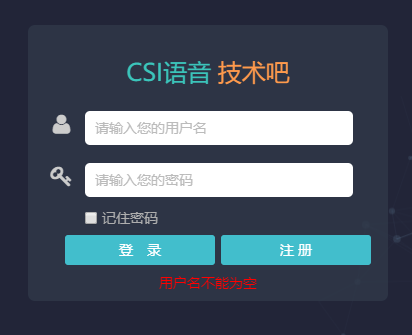 CSI语音 技术吧
请输入您的用户名
请输入您的密码
记住密码
登 录 注 册
用户名不能为空